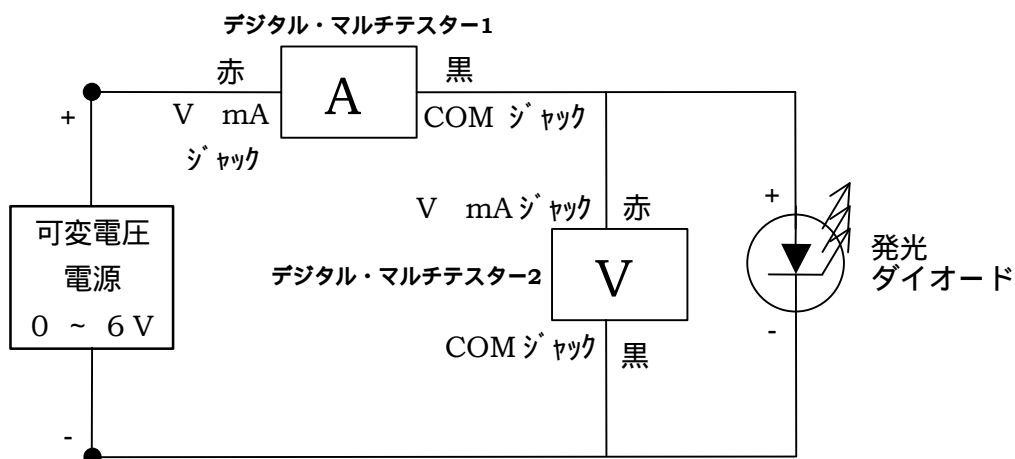 デジタル・マルチテスター1
赤
A
黒
+
V mA
ジャック
COM ジャック
可変電圧
電源
0 ~ 6V
V mAジャック
赤
デジタル・マルチテスター2
V
COMジャック
黒
+
発光
ダイオード
-
-